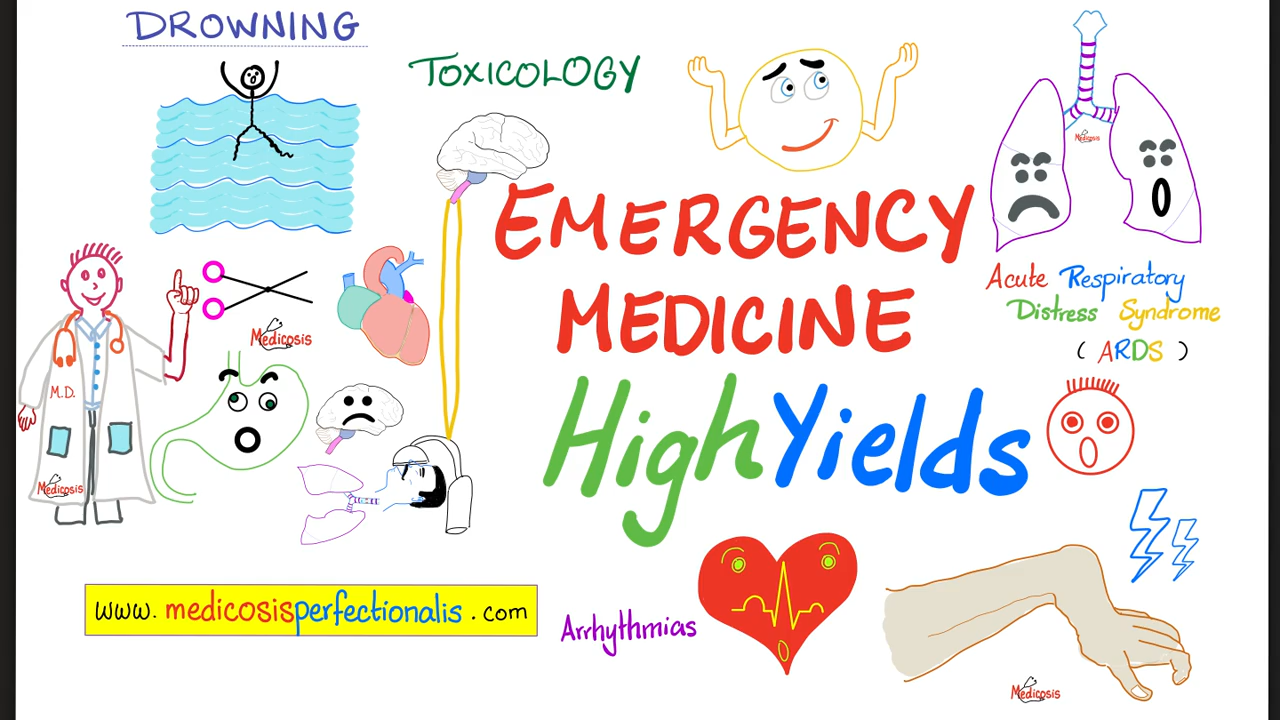 DROWNING
TOXICOLOGY
EMERGENCY
MEDICINE
HighYields
Medicosis
Acute Respiratory
Distress Syndrome
(ARDS)
Medicosis
M.D.
Medicosis
www.medicosisperfectionalis.com
Arrhythmias
Medicosis